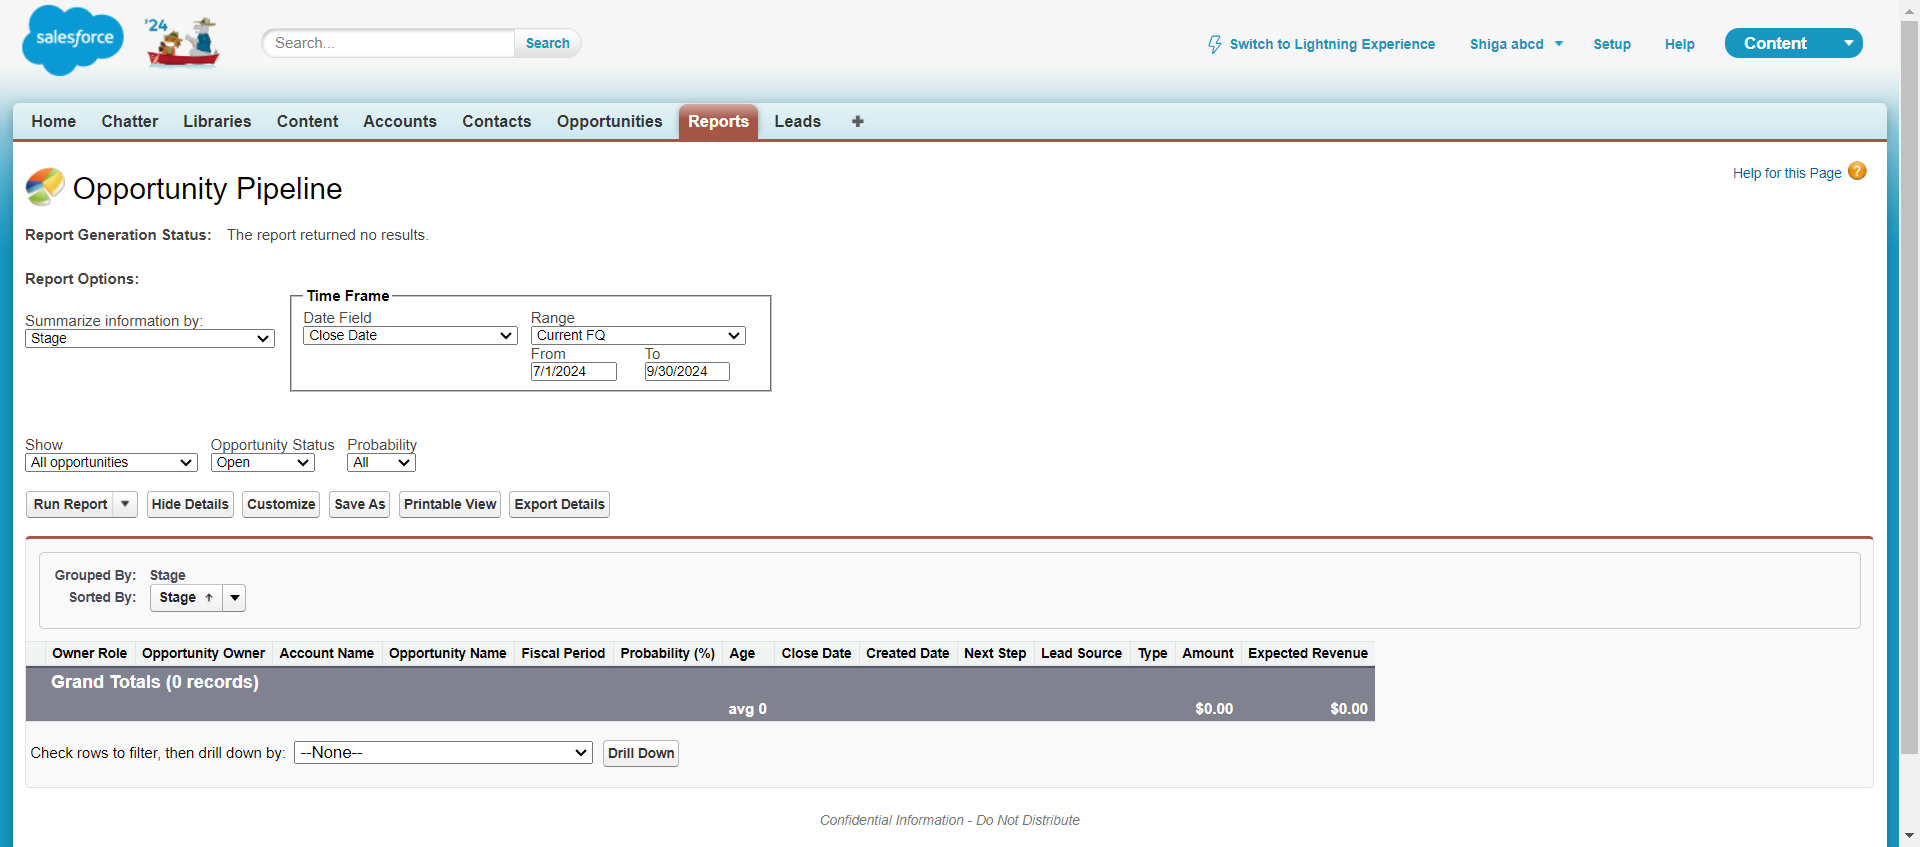 salesforce
'24
Search...
Search
Switch to Lightning Experience
Shiga abcd
Setup
Help
Content
Home
Chatter
Libraries
Content
Accounts
Contacts
Opportunities
Reports
Leads
Opportunity Pipeline
Help for this Page
?
Report Generation Status: The report returned no results.
Report Options:
Time Frame
Summarize information by:
Stage
Date Field
Close Date
Range
Current FQ
From
To
7/1/2024
9/30/2024
Show
Opportunity Status
Probability
All opportunities
Open
All
Run Report
Hide Details
Customize
Save As
Printable View
Export Details
Grouped By: Stage
Sorted By: Stage
Owner Role
Opportunity Owner
Account Name
Opportunity Name
Fiscal Period
Probability (%)
Age
Close Date
Created Date
Next Step
Lead Source
Type
Amount
Expected Revenue
Grand Totals (0 records)
avg 0
$0.00
$0.00
Check rows to filter, then drill down by:
--None--
Drill Down
Confidential Information - Do Not Distribute